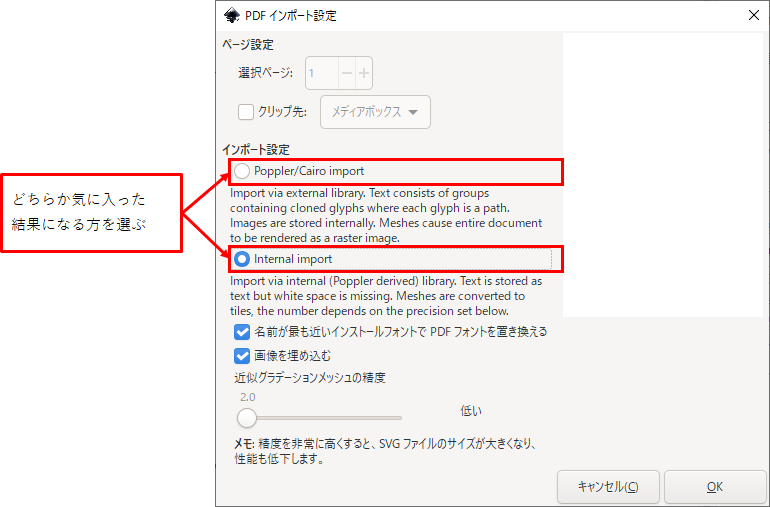 PDF インポート設定
ページ設定
選択ページ: 1
クリップ先: メディアボックス
インポート設定
Poppler/Cairo import
どちらか気に入った
結果になる方を選ぶ
Import via external library. Text consists of groups
containing cloned glyphs where each glyph is a path.
Images are stored internally. Meshes cause entire document
to be rendered as a raster image.
Internal import
Import via internal (Poppler derived) library. Text is stored as
text but white space is missing. Meshes are converted to
tiles, the number depends on the precision set below.
名前が最も近いインストールフォントで PDF フォントを置き換える
画像を埋め込む
近似グラデーションメッシュの精度
2.0
低い
メモ: 精度を非常に高くすると、SVG ファイルのサイズが大きくなり、
性能も低下します。
キャンセル(C) OK